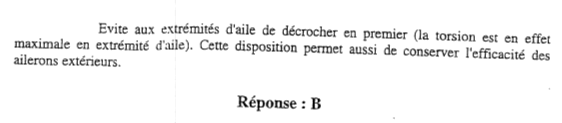 Evite aux extrémités d'aile de décrocher en premier (la torsion est en effet
maximale en extrémité d'aile). Cette disposition permet aussi de conserver l'efficacité des
ailerons extérieurs.
Réponse : B